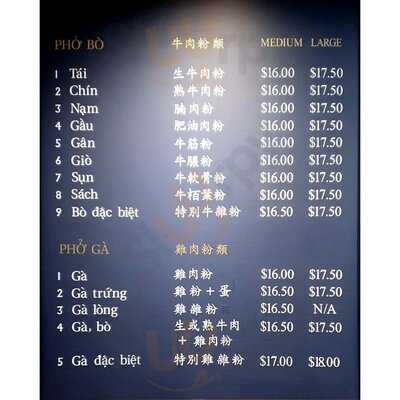 PHỞ BÒ 牛肉粉類 MEDIUM LARGE
1 Tái 生牛肉粉 $16.00 $17.50
2 Chín 熟牛肉粉 $16.00 $17.50
3 Nạm 腩肉粉 $16.00 $17.50
4 Gầu 肥油肉粉 $16.00 $17.50
5 Gân 牛筋粉 $16.00 $17.50
6 Giò 牛腿粉 $16.00 $17.50
7 Sụn 牛軟骨粉 $16.00 $17.50
8 Sách 牛栢葉粉 $16.00 $17.50
9 Bò đặc biệt 特別牛雜粉 $16.50 $17.50
PHỞ GÀ 雞肉粉類
1 Gà 雞肉粉 $16.00 $17.50
2 Gà trứng 雞粉+蛋 $16.50 $17.50
3 Gà lòng 雞雜粉 $16.50 N/A
4 Gà, bò 生或熟牛肉 $16.50 $17.50
+ 雞肉粉
5 Gà đặc biệt 特別雞雜粉 $17.00 $18.00